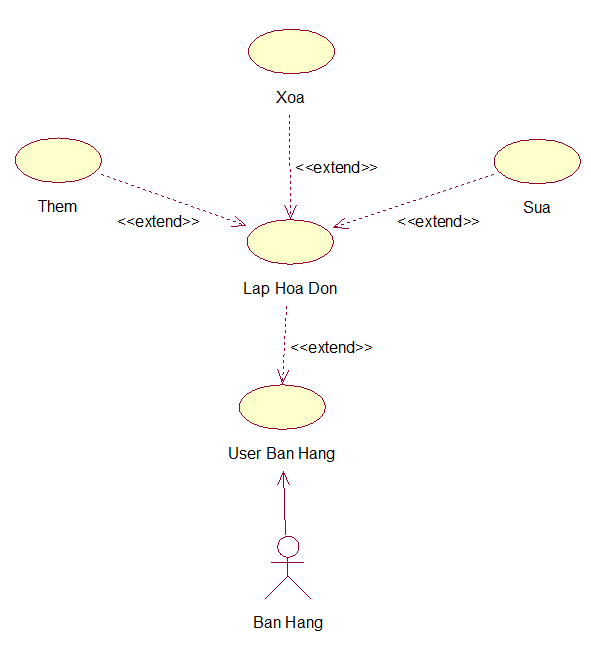 Xoa
<<extend>>
Them
Sua
<<extend>>
<<extend>>
Lap Hoa Don
<<extend>>
User Ban Hang
Ban Hang